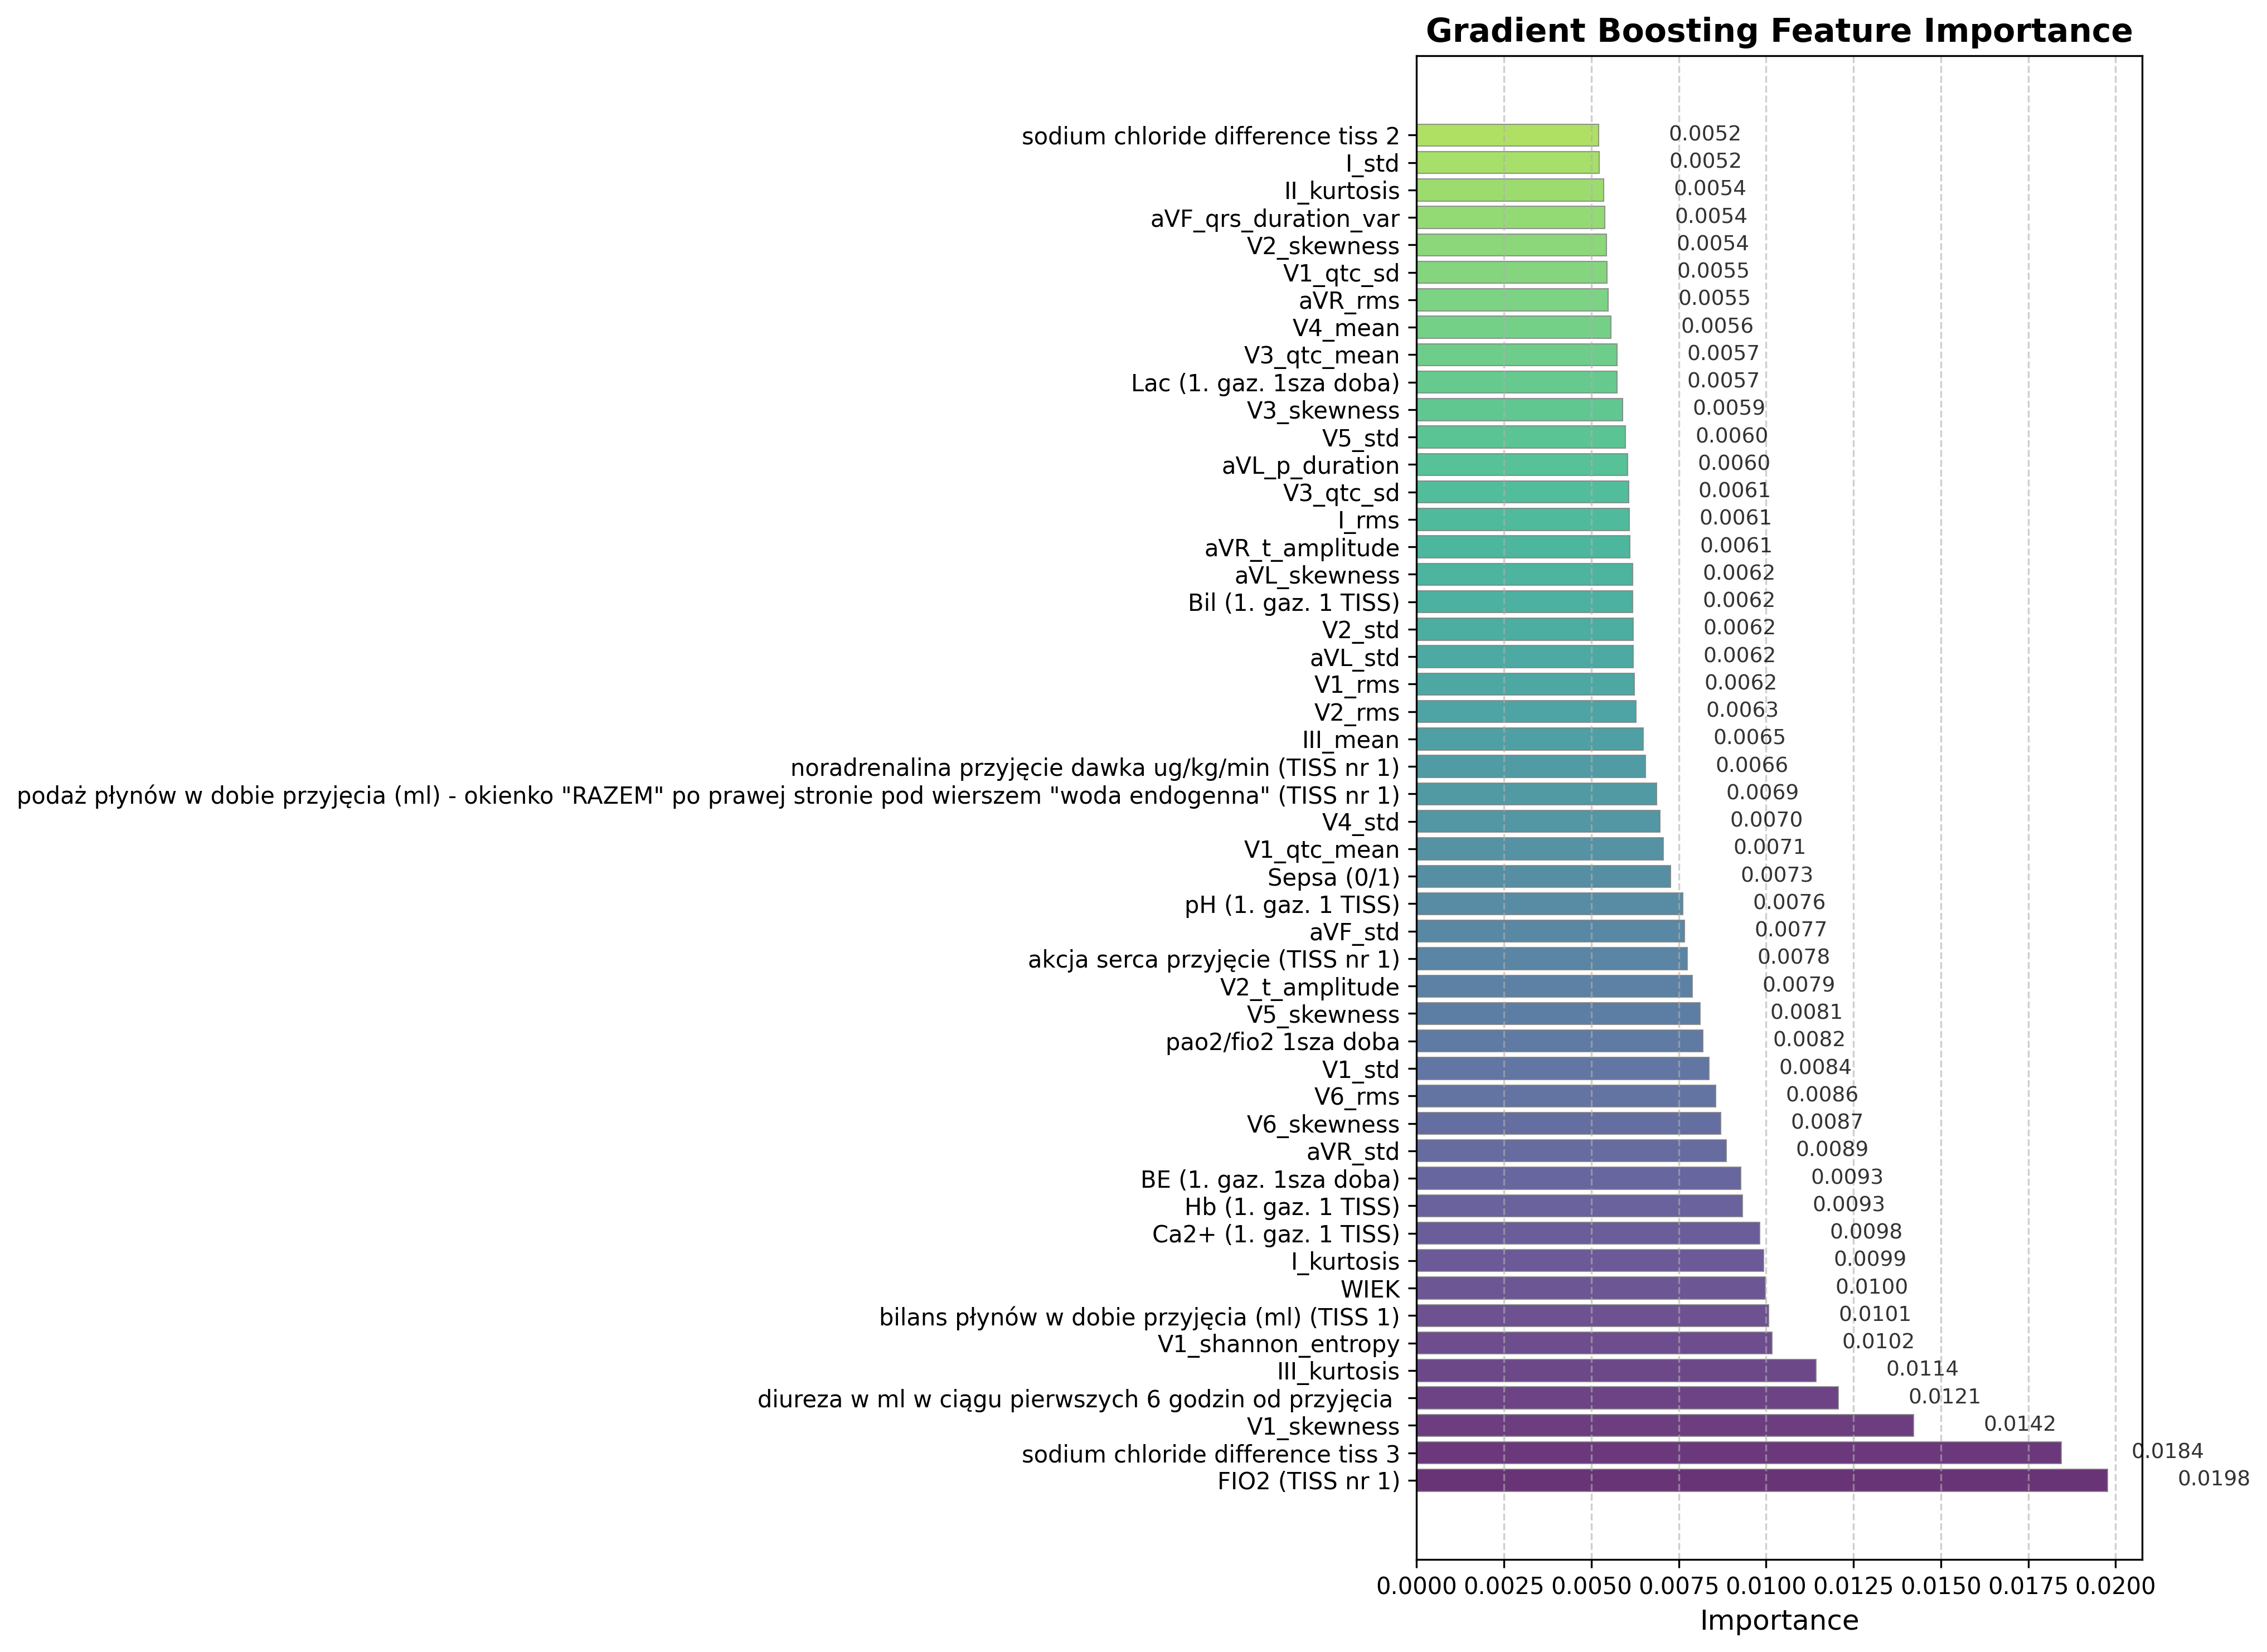 Gradient Boosting Feature Importance
sodium chloride difference tiss 2 0.0052
I_std 0.0052
II_kurtosis 0.0054
aVF_qrs_duration_var 0.0054
V2_skewness 0.0054
V1_qtc_sd 0.0055
aVR_rms 0.0055
V4_mean 0.0056
V3_qtc_mean 0.0057
Lac (1. gaz. 1sza doba) 0.0057
V3_skewness 0.0059
V5_std 0.0060
aVL_p_duration 0.0060
V3_qtc_sd 0.0061
I_rms 0.0061
aVR_t_amplitude 0.0061
aVL_skewness 0.0062
Bil (1. gaz. 1 TISS) 0.0062
V2_std 0.0062
aVL_std 0.0062
V1_rms 0.0062
V2_rms 0.0063
III_mean 0.0065
noradrenalina przyjęcie dawka ug/kg/min (TISS nr 1) 0.0066
podaż płynów w dobie przyjęcia (ml) - okienko "RAZEM" po prawej stronie pod wierszem "woda endogenna" (TISS nr 1) 0.0069
V4_std 0.0070
V1_qtc_mean 0.0071
Sepsa (0/1) 0.0073
pH (1. gaz. 1 TISS) 0.0076
aVF_std 0.0077
akcja serca przyjęcie (TISS nr 1) 0.0078
V2_t_amplitude 0.0079
V5_skewness 0.0081
pao2/fio2 1sza doba 0.0082
V1_std 0.0084
V6_rms 0.0086
V6_skewness 0.0087
aVR_std 0.0089
BE (1. gaz. 1sza doba) 0.0093
Hb (1. gaz. 1 TISS) 0.0093
Ca2+ (1. gaz. 1 TISS) 0.0098
I_kurtosis 0.0099
WIEK 0.0100
bilans płynów w dobie przyjęcia (ml) (TISS 1) 0.0101
V1_shannon_entropy 0.0102
III_kurtosis 0.0114
diureza w ml w ciągu pierwszych 6 godzin od przyjęcia 0.0121
V1_skewness 0.0142
sodium chloride difference tiss 3 0.0184
FIO2 (TISS nr 1) 0.0198
0.0000 0.0025 0.0050 0.0075 0.0100 0.0125 0.0150 0.0175 0.0200
Importance